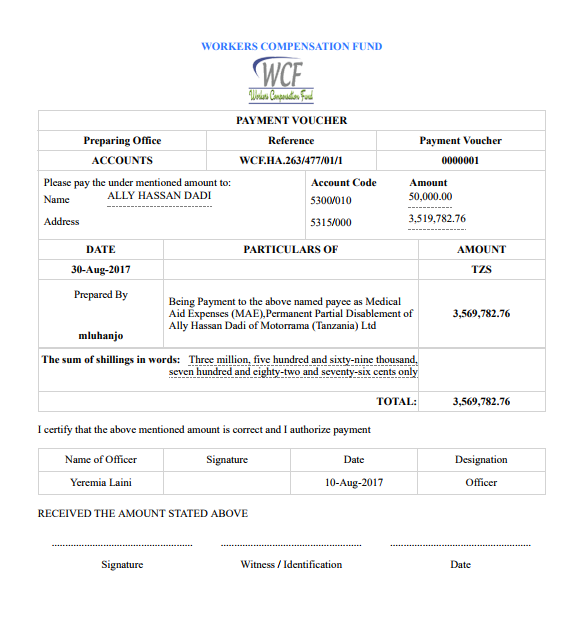 WORKERS COMPENSATION FUND
WCF
Workers Compensation Fund
PAYMENT VOUCHER
Preparing Office Reference Payment Voucher
ACCOUNTS WCF.HA.263/477/01/1 0000001
Please pay the under mentioned amount to: Account Code Amount
Name ALLY HASSAN DADI 5300/010 50,000.00
Address 5315/000 3,519,782.76
DATE PARTICULARS OF AMOUNT
30-Aug-2017 TZS
Prepared By
Being Payment to the above named payee as Medical
Aid Expenses (MAE),Permanent Partial Disablement of 3,569,782.76
Ally Hassan Dadi of Motorrama (Tanzania) Ltd
mluhanjo
The sum of shillings in words: Three million, five hundred and sixty-nine thousand,
seven hundred and eighty-two and seventy-six cents only
TOTAL: 3,569,782.76
I certify that the above mentioned amount is correct and I authorize payment
Name of Officer Signature Date Designation
Yeremia Laini 10-Aug-2017 Officer
RECEIVED THE AMOUNT STATED ABOVE
Signature Witness / Identification Date